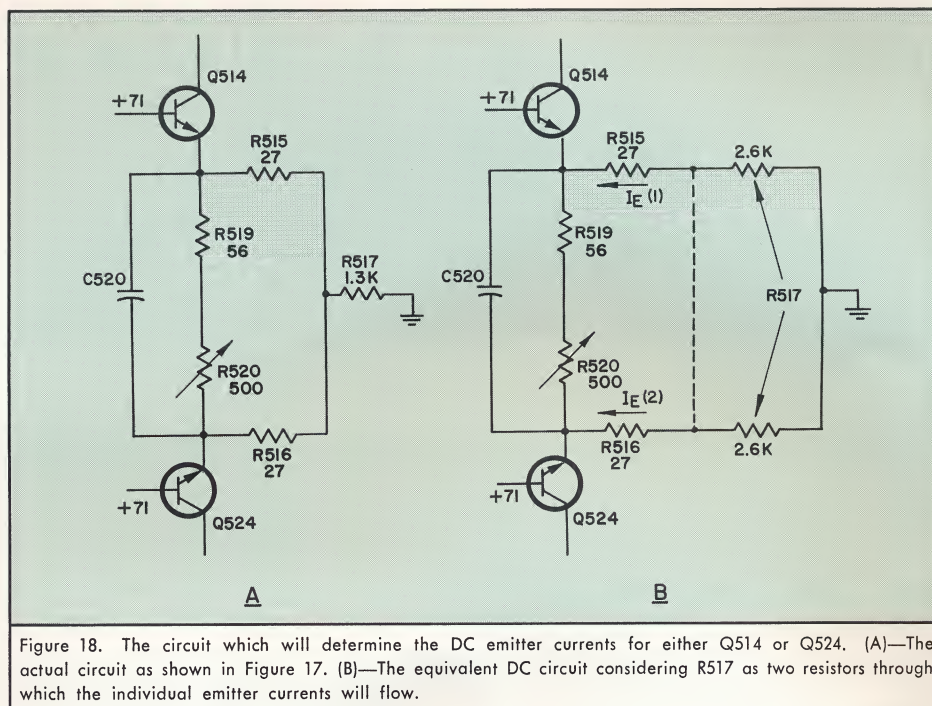 Q514
+71
R515
27
R519
56
C520
R517
1.3K
R520
500
R516
27
+71
Q524
A
Q514
+71
R515
27
2.6K
IE (1)
R519
56
C520
R517
R520
500
IE (2)
R516
27
2.6K
+71
Q524
B
Figure 18. The circuit which will determine the DC emitter currents for either Q514 or Q524. (A)—The
actual circuit as shown in Figure 17. (B)—The equivalent DC circuit considering R517 as two resistors through
which the individual emitter currents will flow.